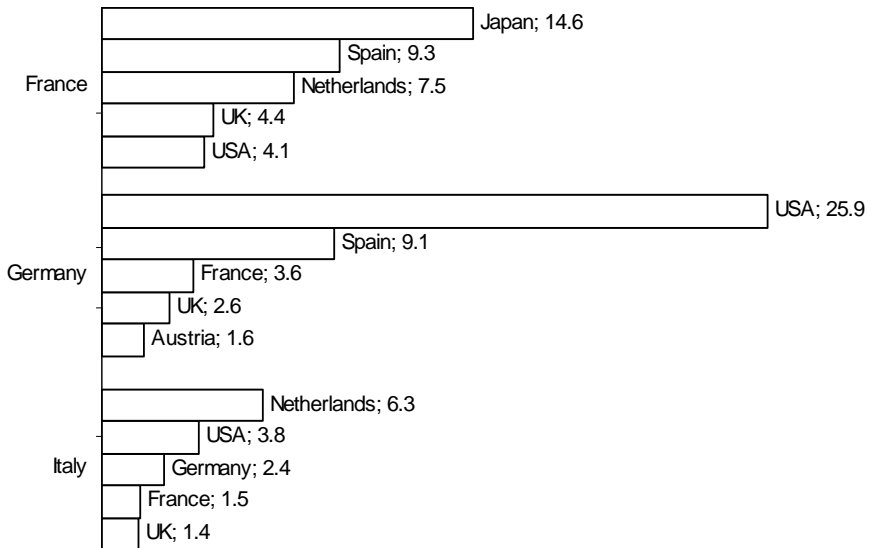 Japan; 14.6
Spain; 9.3
France
Netherlands; 7.5
UK; 4.4
USA; 4.1
USA; 25.9
Spain; 9.1
Germany
France; 3.6
UK; 2.6
Austria; 1.6
Netherlands; 6.3
USA; 3.8
Italy
Germany; 2.4
France; 1.5
UK; 1.4